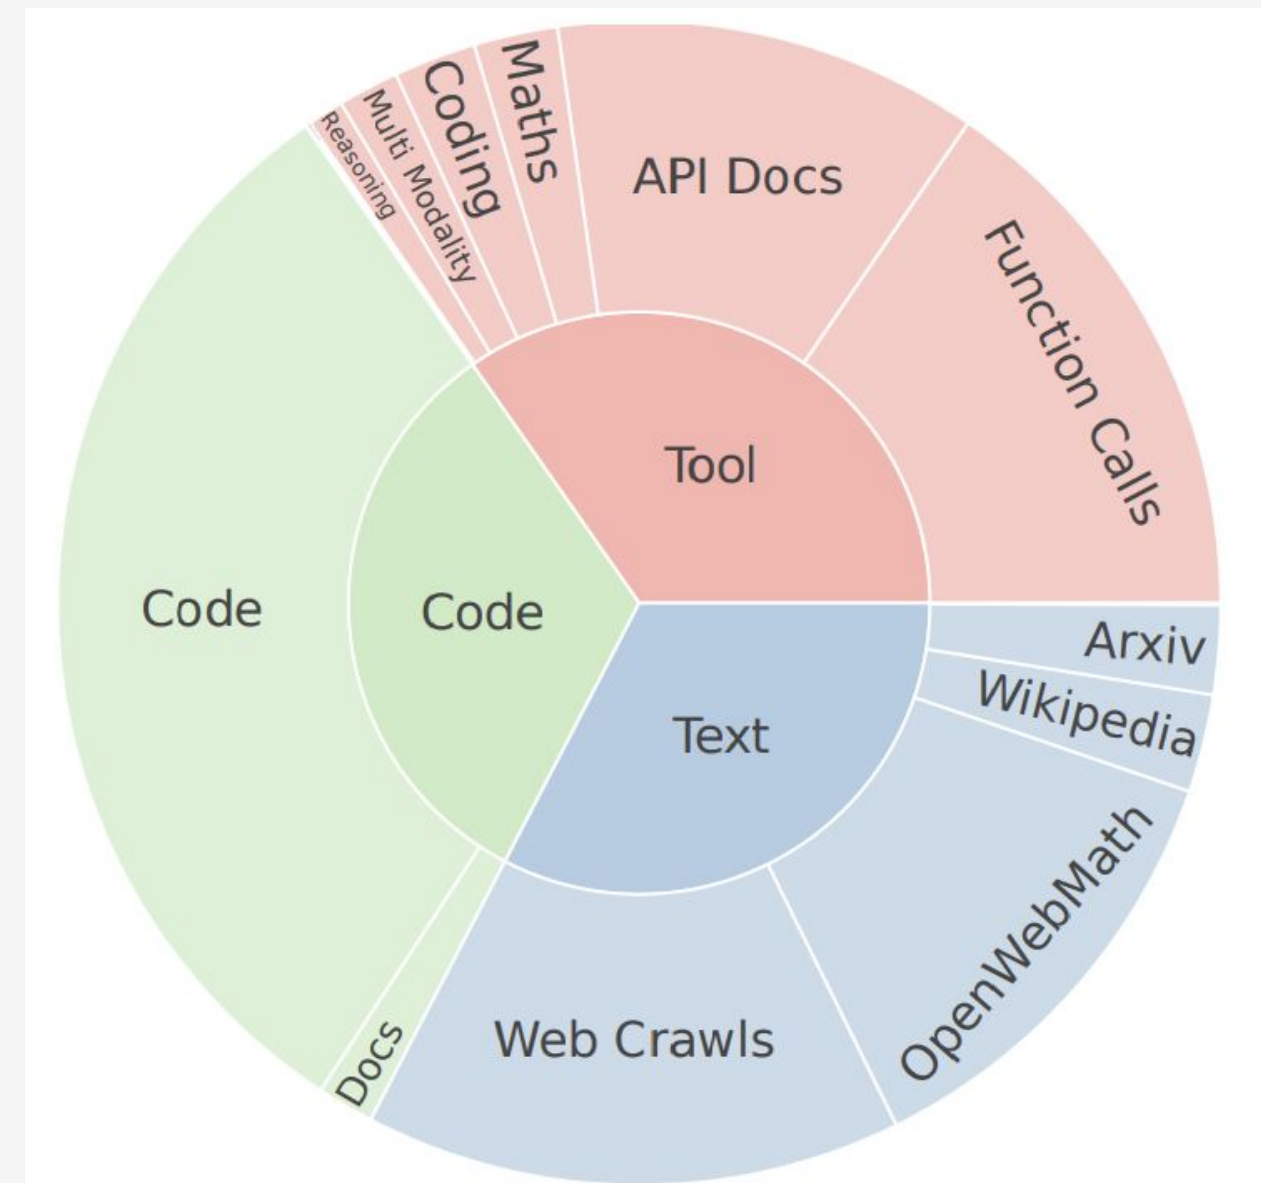 Maths
Coding
Multi Modality
Reasoning
API Docs
Function Calls
Tool
Code
Code
Text
Arxiv
Wikipedia
OpenWebMath
Web Crawls
Docs